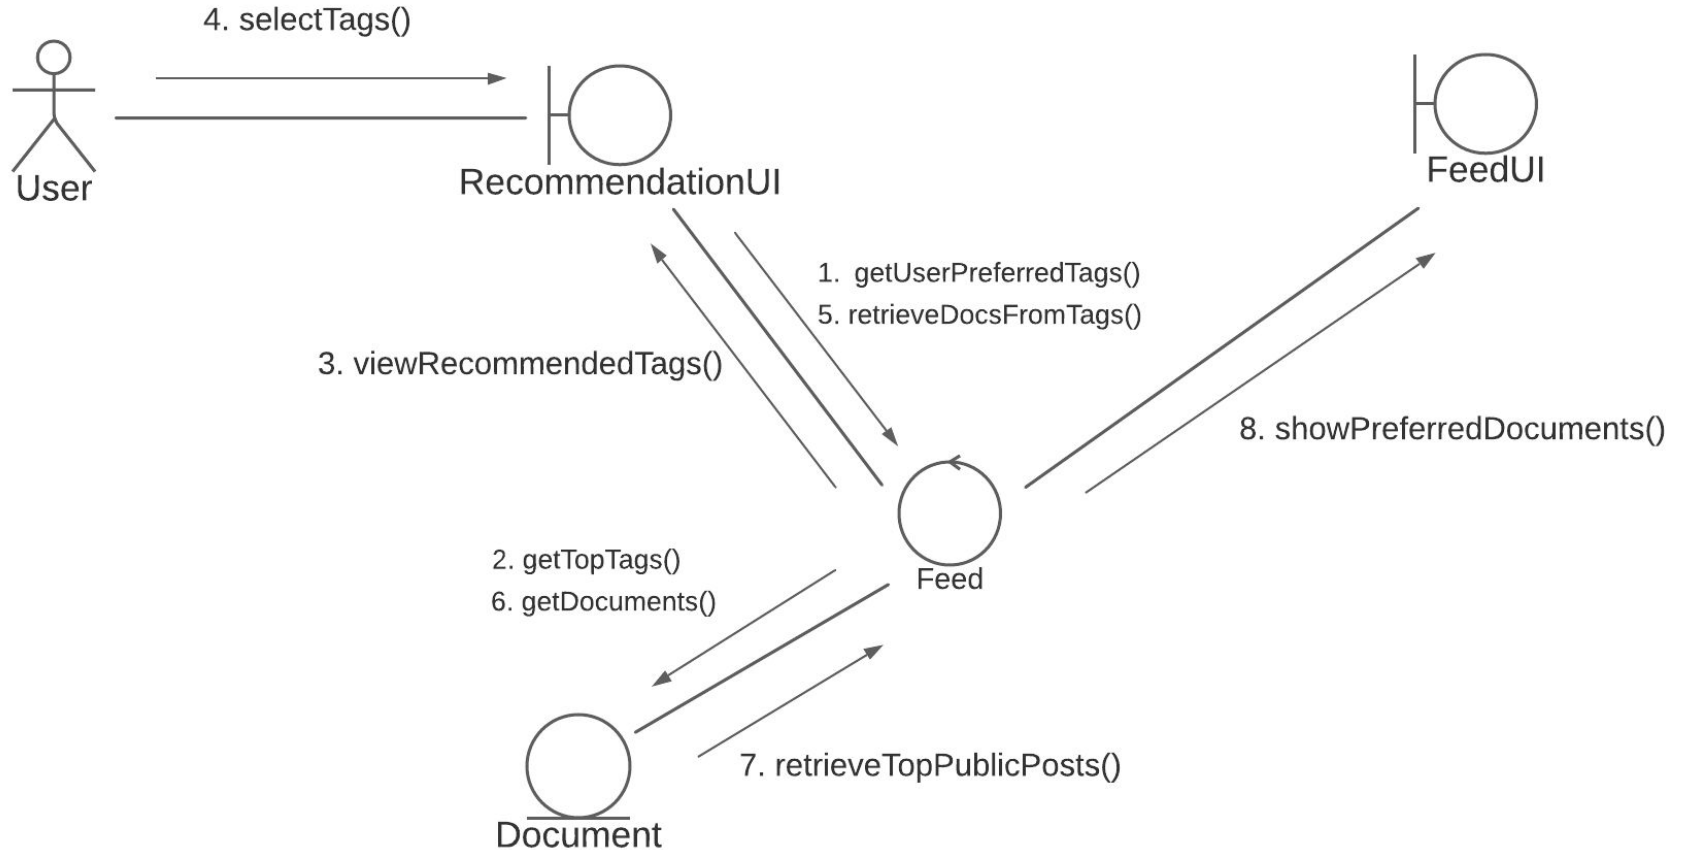 4. selectTags()
User
RecommendationUI
FeedUI
1. getUserPreferredTags()
5. retrieveDocsFromTags()
3. viewRecommendedTags()
8. showPreferredDocuments()
2. getTopTags()
6. getDocuments()
Feed
7. retrieveTopPublicPosts()
Document